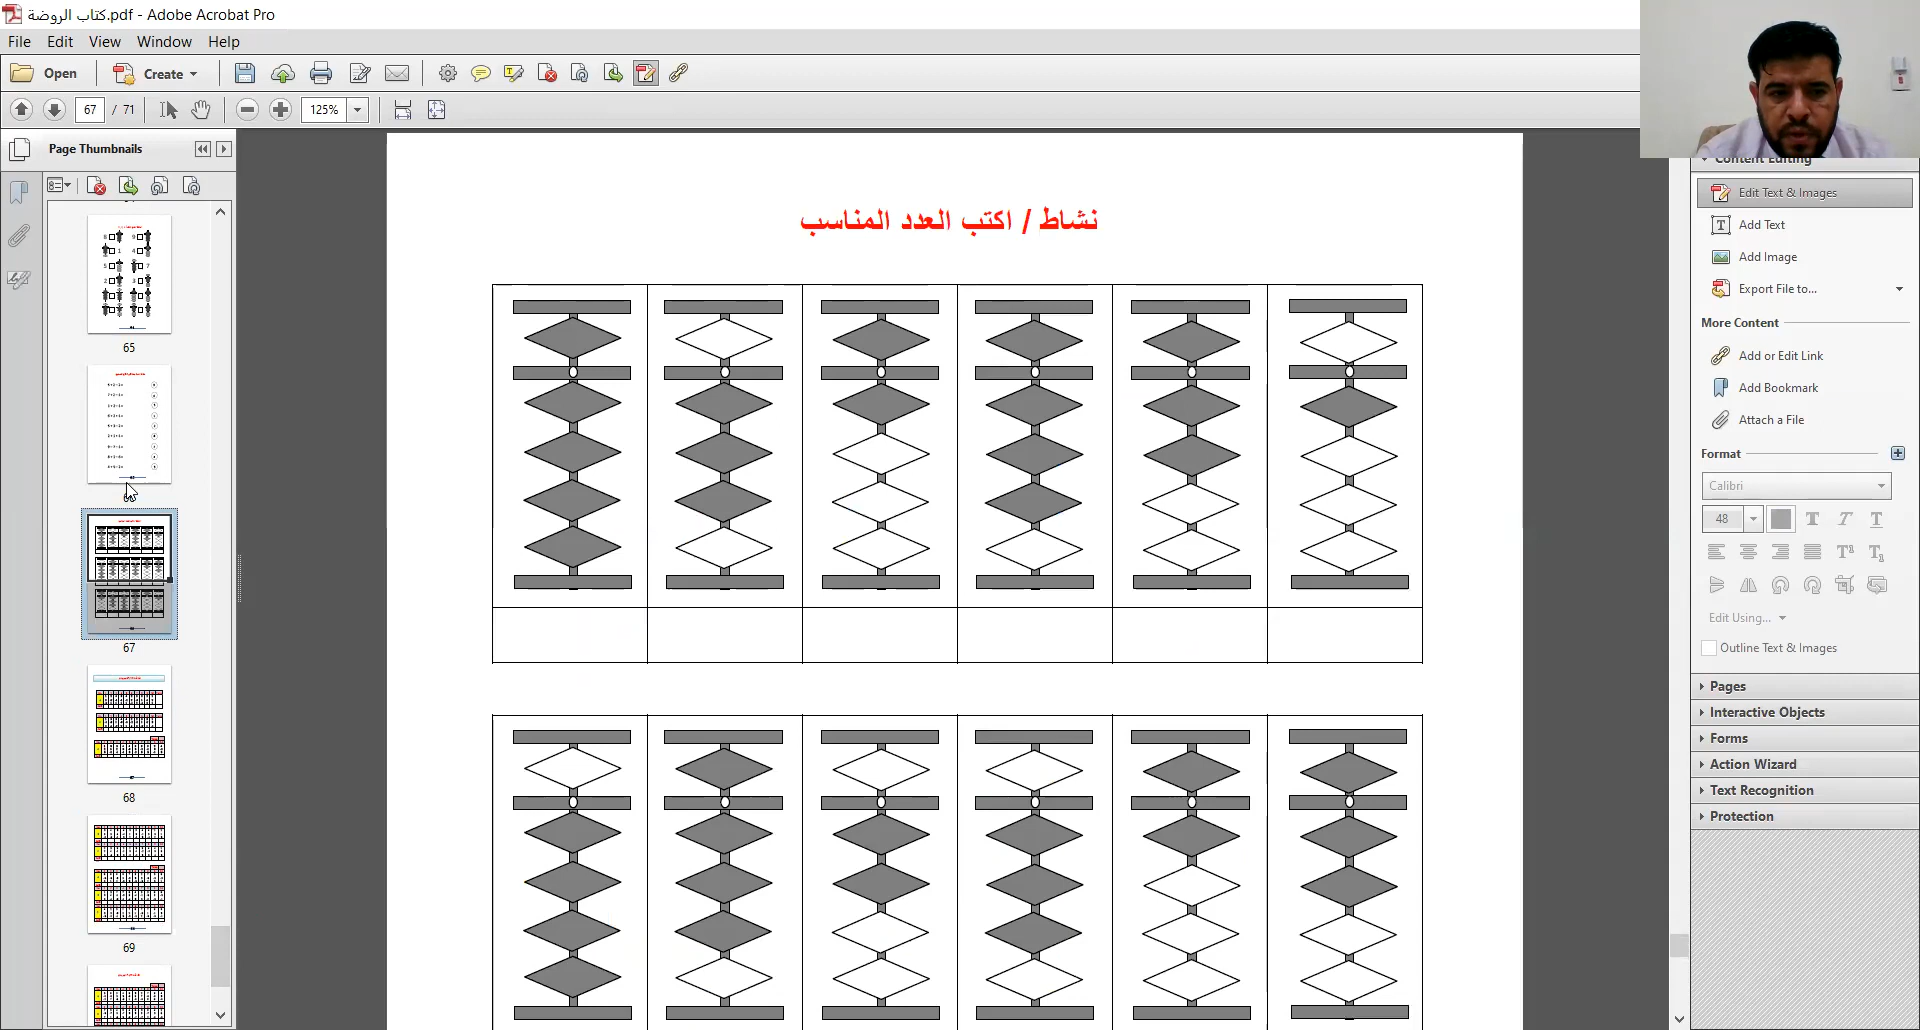 كتاب الروضة.pdf - Adobe Acrobat Pro
File Edit View Window Help
Open Create
67 / 71 125%
Page Thumbnails
65
67
68
69
نشاط / اكتب العدد المناسب
Content Editing
Edit Text & Images
Add Text
Add Image
Export File to...
More Content
Add or Edit Link
Add Bookmark
Attach a File
Format
Calibri
48
Edit Using...
Outline Text & Images
Pages
Interactive Objects
Forms
Action Wizard
Text Recognition
Protection